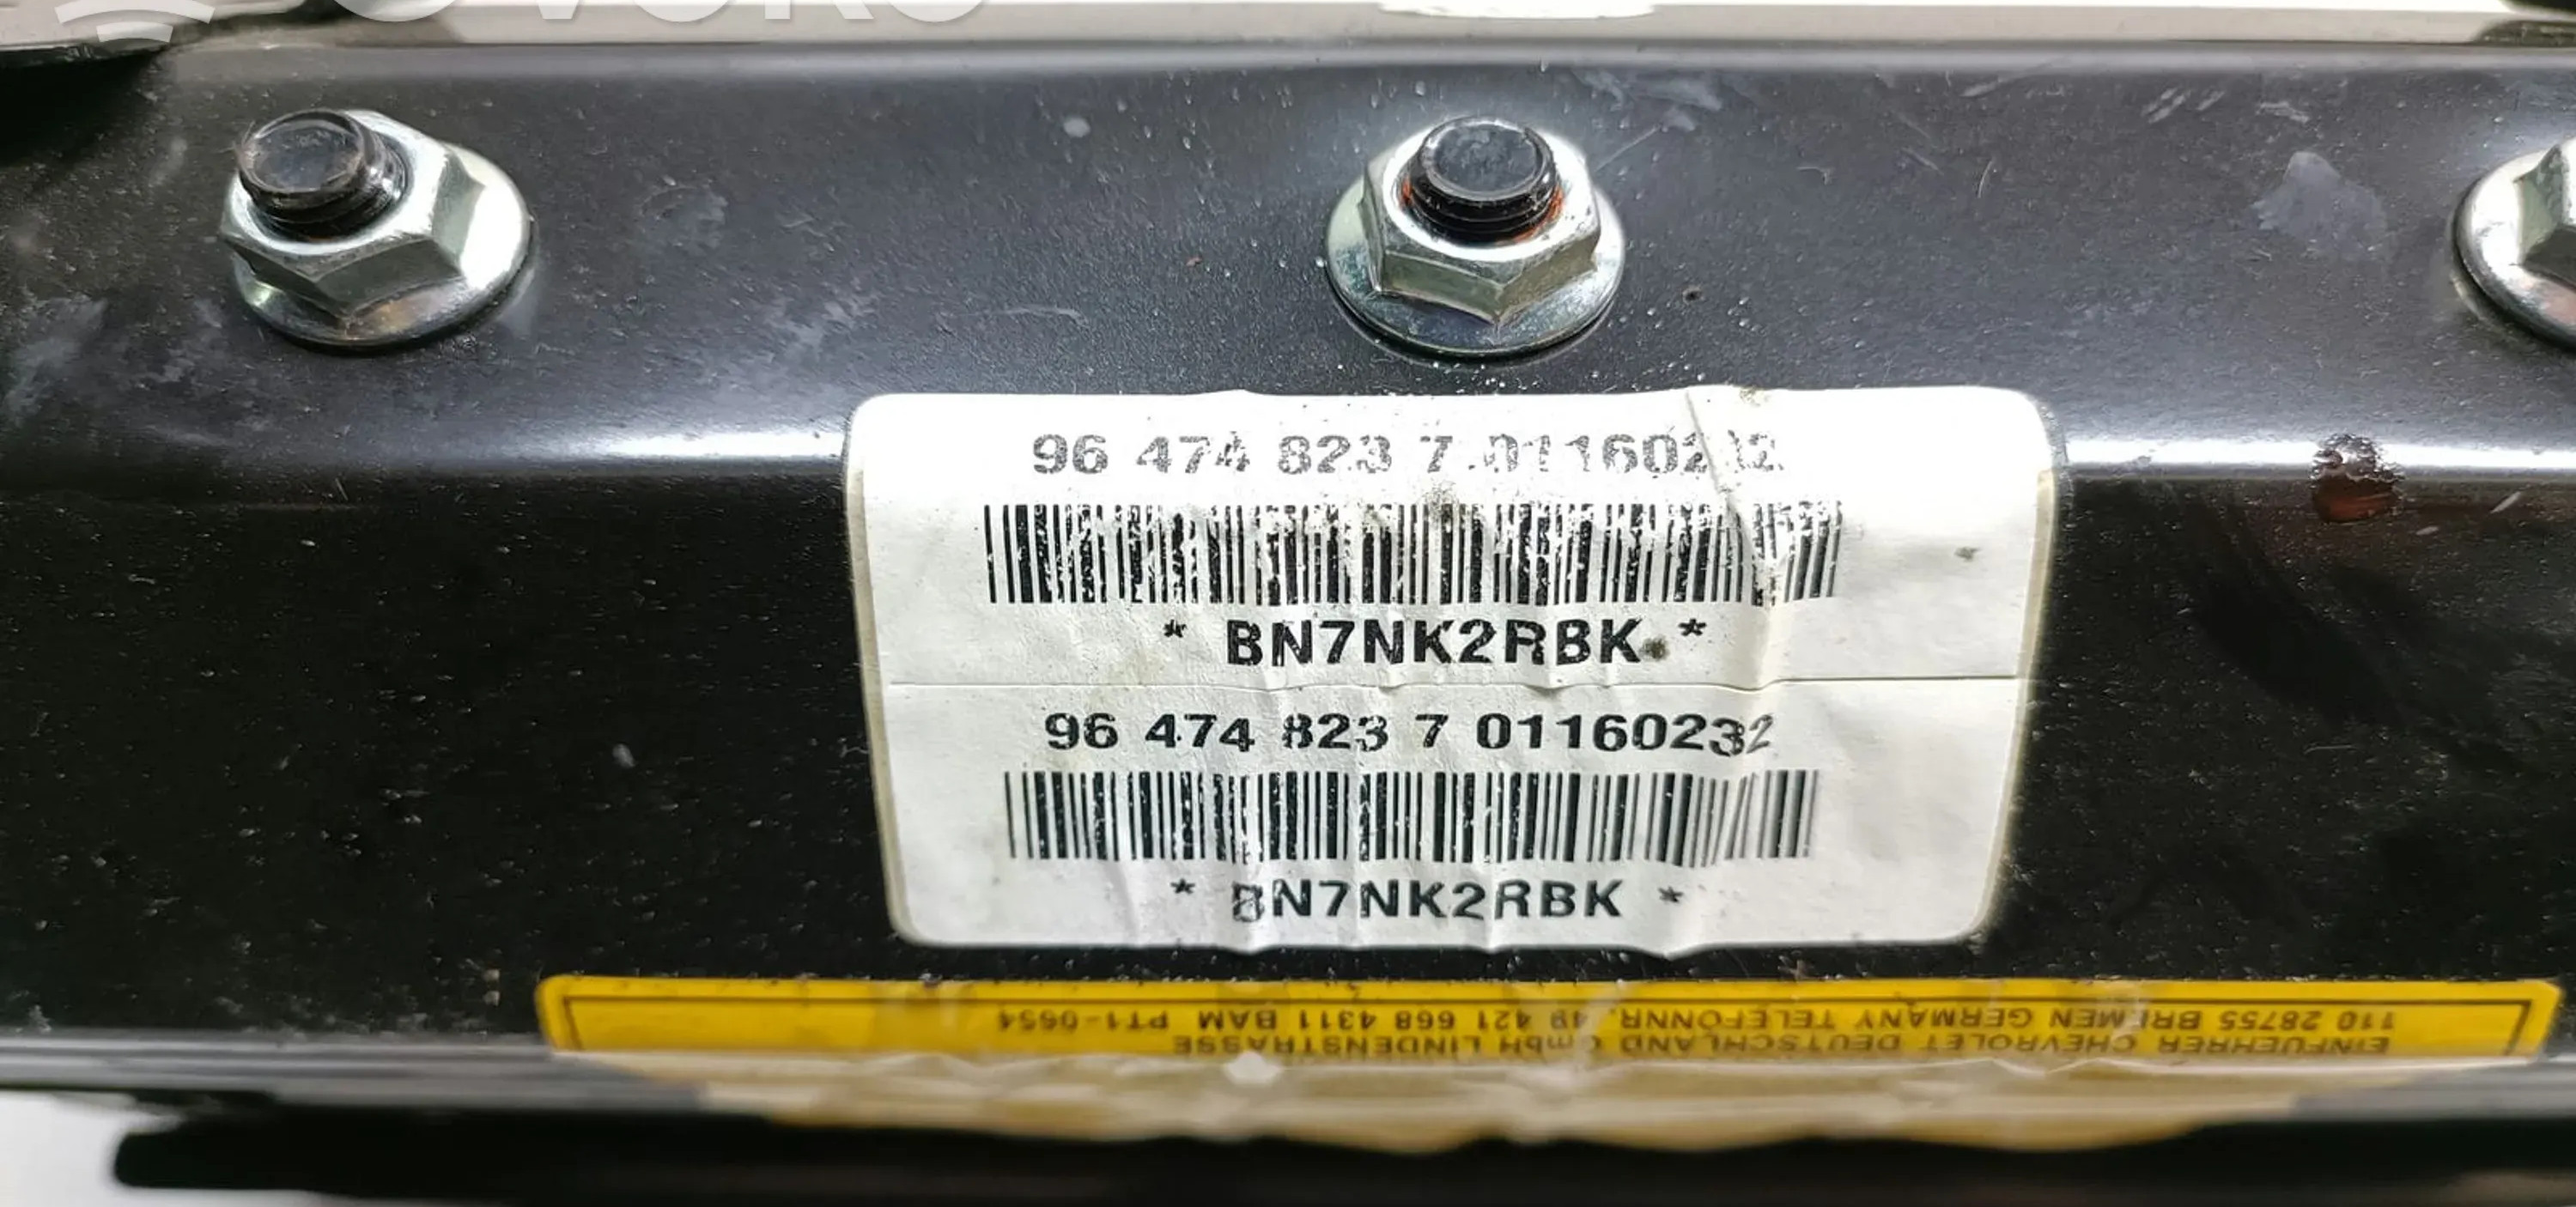 96 474 823 7 01160232
* BN7NK2RBK *
96 474 823 7 01160232
* BN7NK2RBK *
EINFUEHRER CHEVROLET DEUTSCHLAND GmbH LINDENSTRASSE
110 28755 BREMEN GERMANY TELEFONNR. 49 421 668 4311 BAM PT1-0654